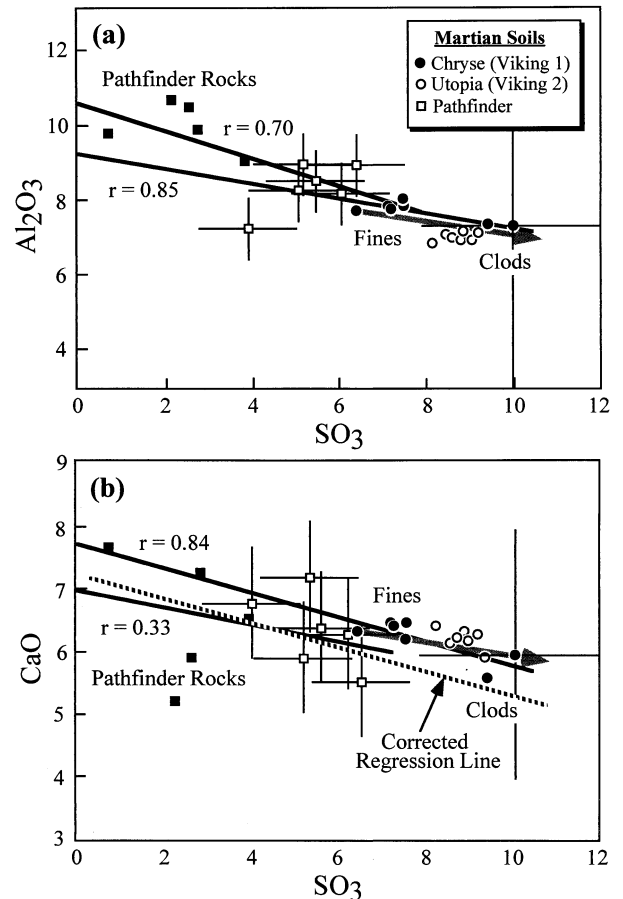 (a)
Martian Soils
Chryse (Viking 1)
Utopia (Viking 2)
Pathfinder
Pathfinder Rocks
r = 0.70
r = 0.85
Fines
Clods
Al₂O₃
12
10
8
6
4
0 2 4 6 8 10 12
SO₃
(b)
r = 0.84
Fines
r = 0.33
Pathfinder Rocks
Clods
Corrected
Regression Line
CaO
9
8
7
6
5
4
3
0 2 4 6 8 10 12
SO₃